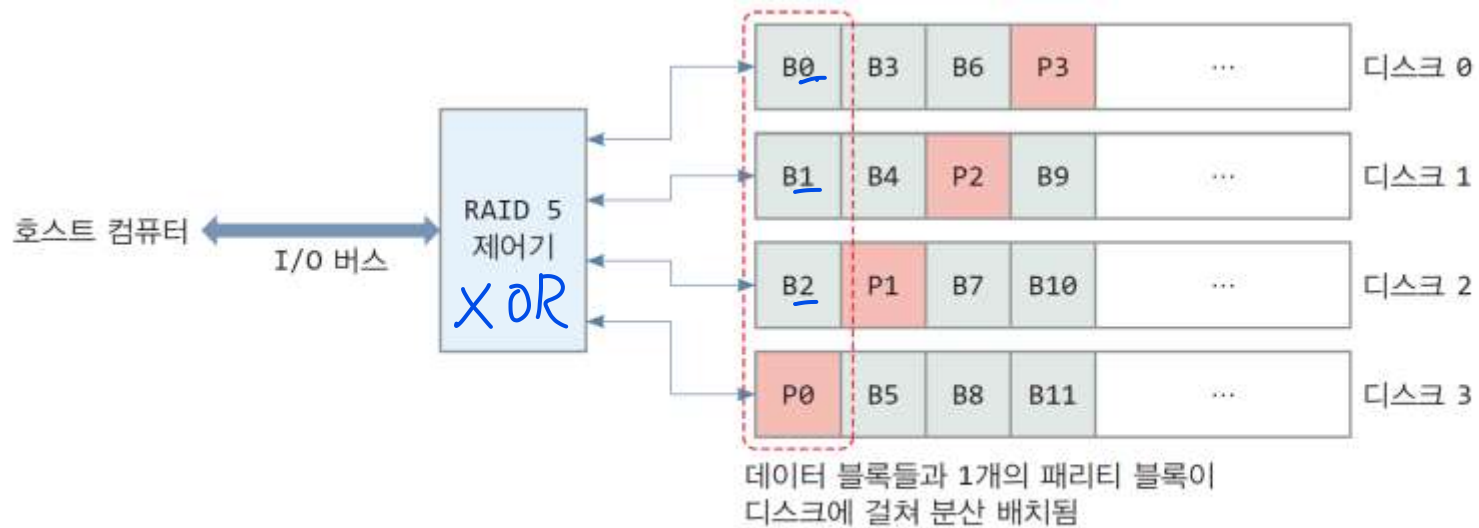 B0 B3 B6 P3 ... 디스크 0
B1 B4 P2 B9 ... 디스크 1
호스트 컴퓨터
I/O 버스
RAID 5
제어기
XOR
B2 P1 B7 B10 ... 디스크 2
P0 B5 B8 B11 ... 디스크 3
데이터 블록들과 1개의 패리티 블록이
디스크에 걸쳐 분산 배치됨